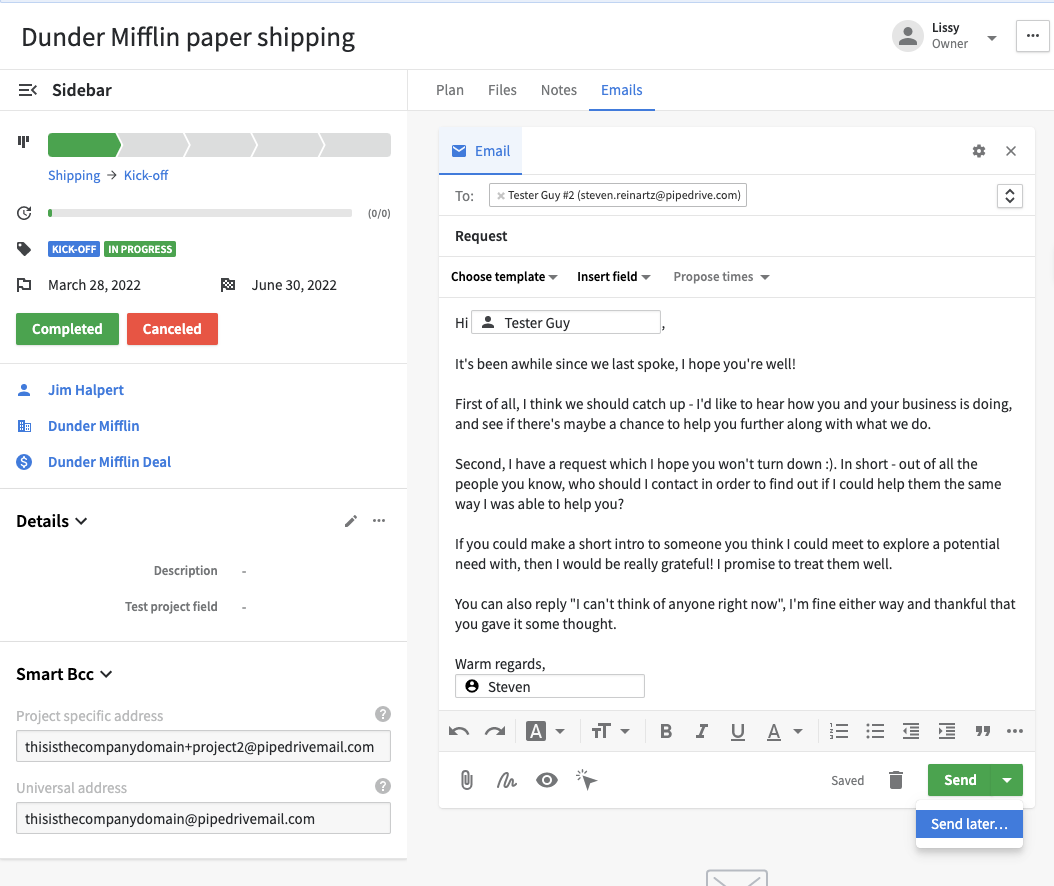 Dunder Mifflin paper shipping
Lissy
Owner
Sidebar
Shipping → Kick-off
(0/0)
KICK-OFF IN PROGRESS
March 28, 2022 June 30, 2022
Completed Canceled
Jim Halpert
Dunder Mifflin
Dunder Mifflin Deal
Details
Description -
Test project field -
Smart Bcc
Project specific address
thisisthecompanydomain+project2@pipedrivemail.com
Universal address
thisisthecompanydomain@pipedrivemail.com
Plan Files Notes Emails
Email
To: Tester Guy #2 (steven.reinartz@pipedrive.com)
Request
Choose template Insert field Propose times
Hi Tester Guy,
It's been awhile since we last spoke, I hope you're well!
First of all, I think we should catch up - I'd like to hear how you and your business is doing,
and see if there's maybe a chance to help you further along with what we do.
Second, I have a request which I hope you won't turn down :). In short - out of all the
people you know, who should I contact in order to find out if I could help them the same
way I was able to help you?
If you could make a short intro to someone you think I could meet to explore a potential
need with, then I would be really grateful! I promise to treat them well.
You can also reply "I can't think of anyone right now", I'm fine either way and thankful that
you gave it some thought.
Warm regards,
Steven
Saved Send
Send later…